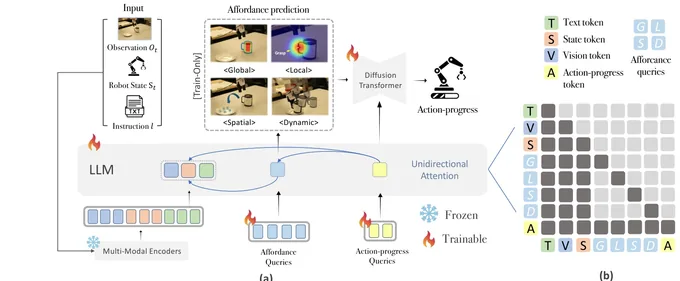 Input
Observation Ot
Robot State St
TXT
Instruction l
Affordance prediction
[Train-Only]
Group
<Global>
<Local>
<Spatial>
<Dynamic>
Diffusion
Transformer
Action-progress
LLM
Unidirectional
Attention
Multi-Modal Encoders
Affordance
Queries
Action-progress
Queries
Frozen
Trainable
(a)
T Text token
S State token
V Vision token
A Action-progress
token
G L
S D
Afforcance
queries
T
V
S
G
L
S
D
A
T V S G L S D A
(b)